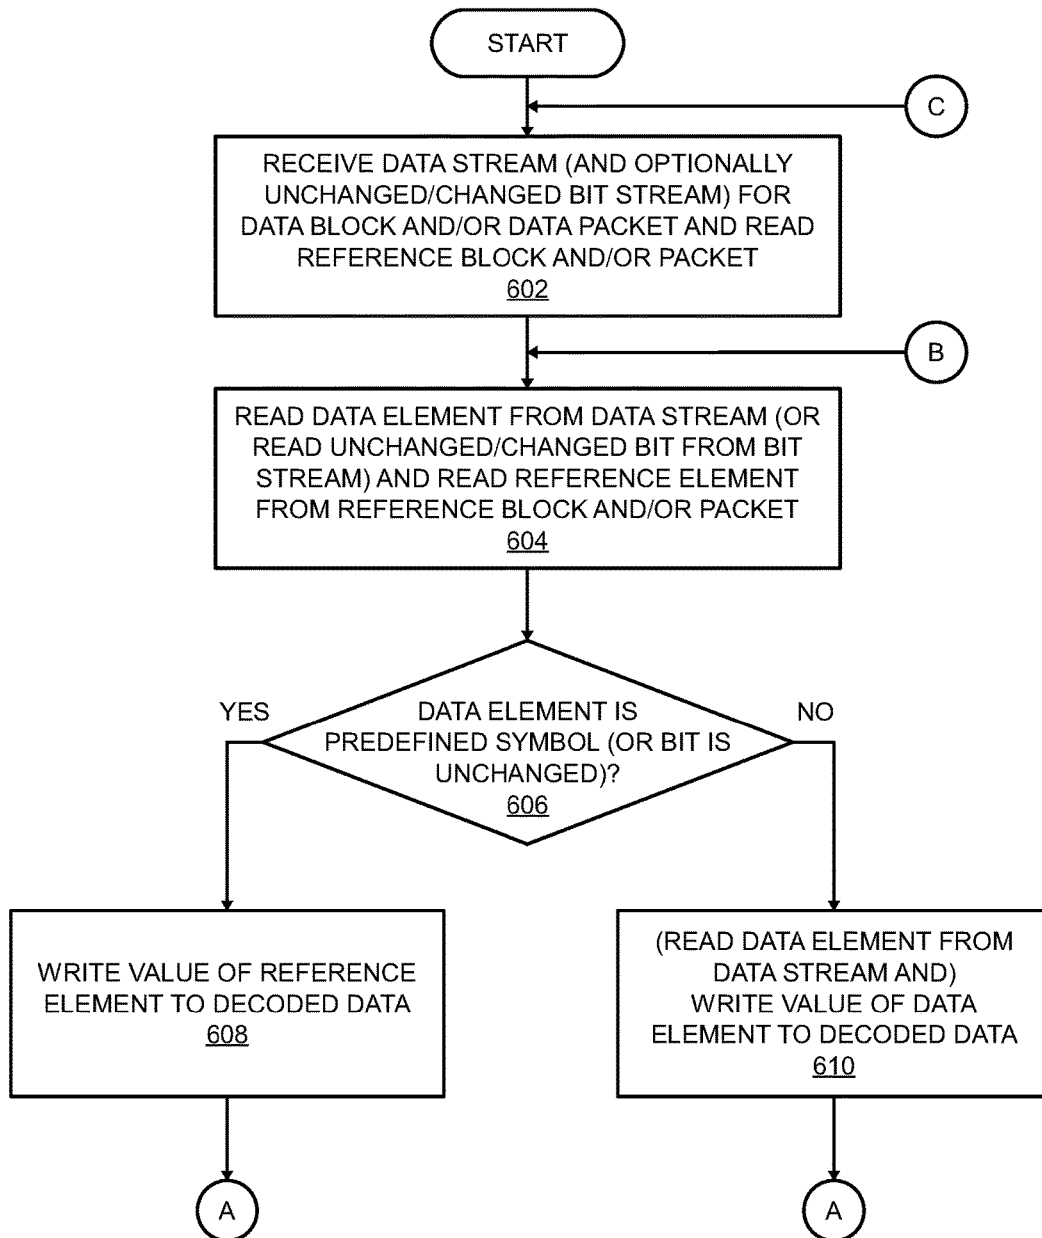 START
C
RECEIVE DATA STREAM (AND OPTIONALLY
UNCHANGED/CHANGED BIT STREAM) FOR
DATA BLOCK AND/OR DATA PACKET AND READ
REFERENCE BLOCK AND/OR PACKET
602
B
READ DATA ELEMENT FROM DATA STREAM (OR
READ UNCHANGED/CHANGED BIT FROM BIT
STREAM) AND READ REFERENCE ELEMENT
FROM REFERENCE BLOCK AND/OR PACKET
604
YES
NO
DATA ELEMENT IS
PREDEFINED SYMBOL (OR BIT IS
UNCHANGED)?
606
WRITE VALUE OF REFERENCE
ELEMENT TO DECODED DATA
608
(READ DATA ELEMENT FROM
DATA STREAM AND)
WRITE VALUE OF DATA
ELEMENT TO DECODED DATA
610
A
A